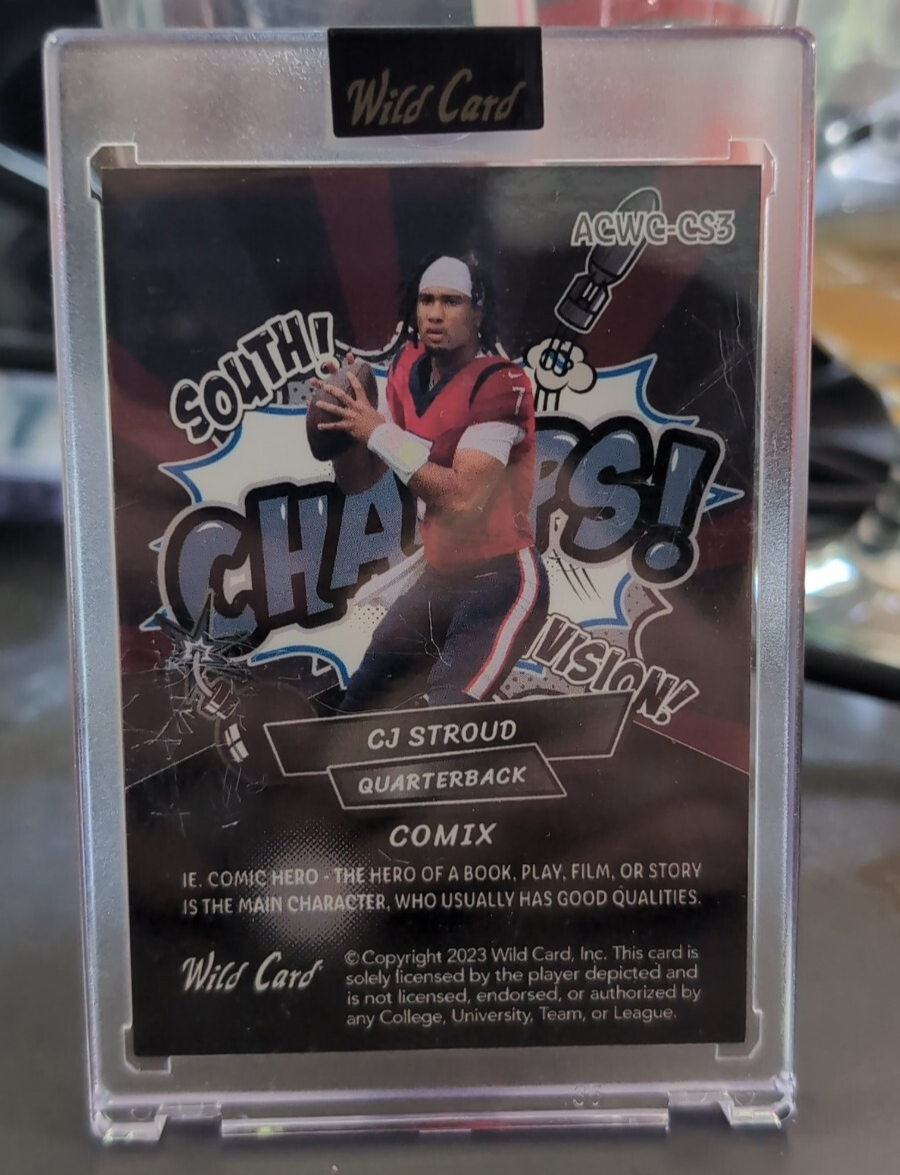 Wild Card
ACWC-CS3
SOUTH!
7
CHA PS!
VISION!
CJ STROUD
QUARTERBACK
COMIX
IE. COMIC HERO - THE HERO OF A BOOK, PLAY, FILM, OR STORY
IS THE MAIN CHARACTER, WHO USUALLY HAS GOOD QUALITIES.
Wild Card
©Copyright 2023 Wild Card, Inc. This card is
solely licensed by the player depicted and
is not licensed, endorsed, or authorized by
any College, University, Team, or League.